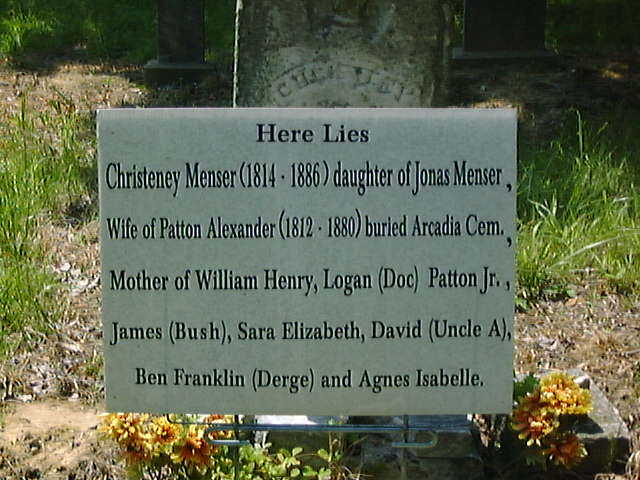 CHRISTENEY
Here Lies
Christeney Menser (1814 - 1886) daughter of Jonas Menser,
Wife of Patton Alexander (1812 - 1880) buried Arcadia Cem.,
Mother of William Henry, Logan (Doc) Patton Jr.,
James (Bush), Sara Elizabeth, David (Uncle A),
Ben Franklin (Derge) and Agnes Isabelle.